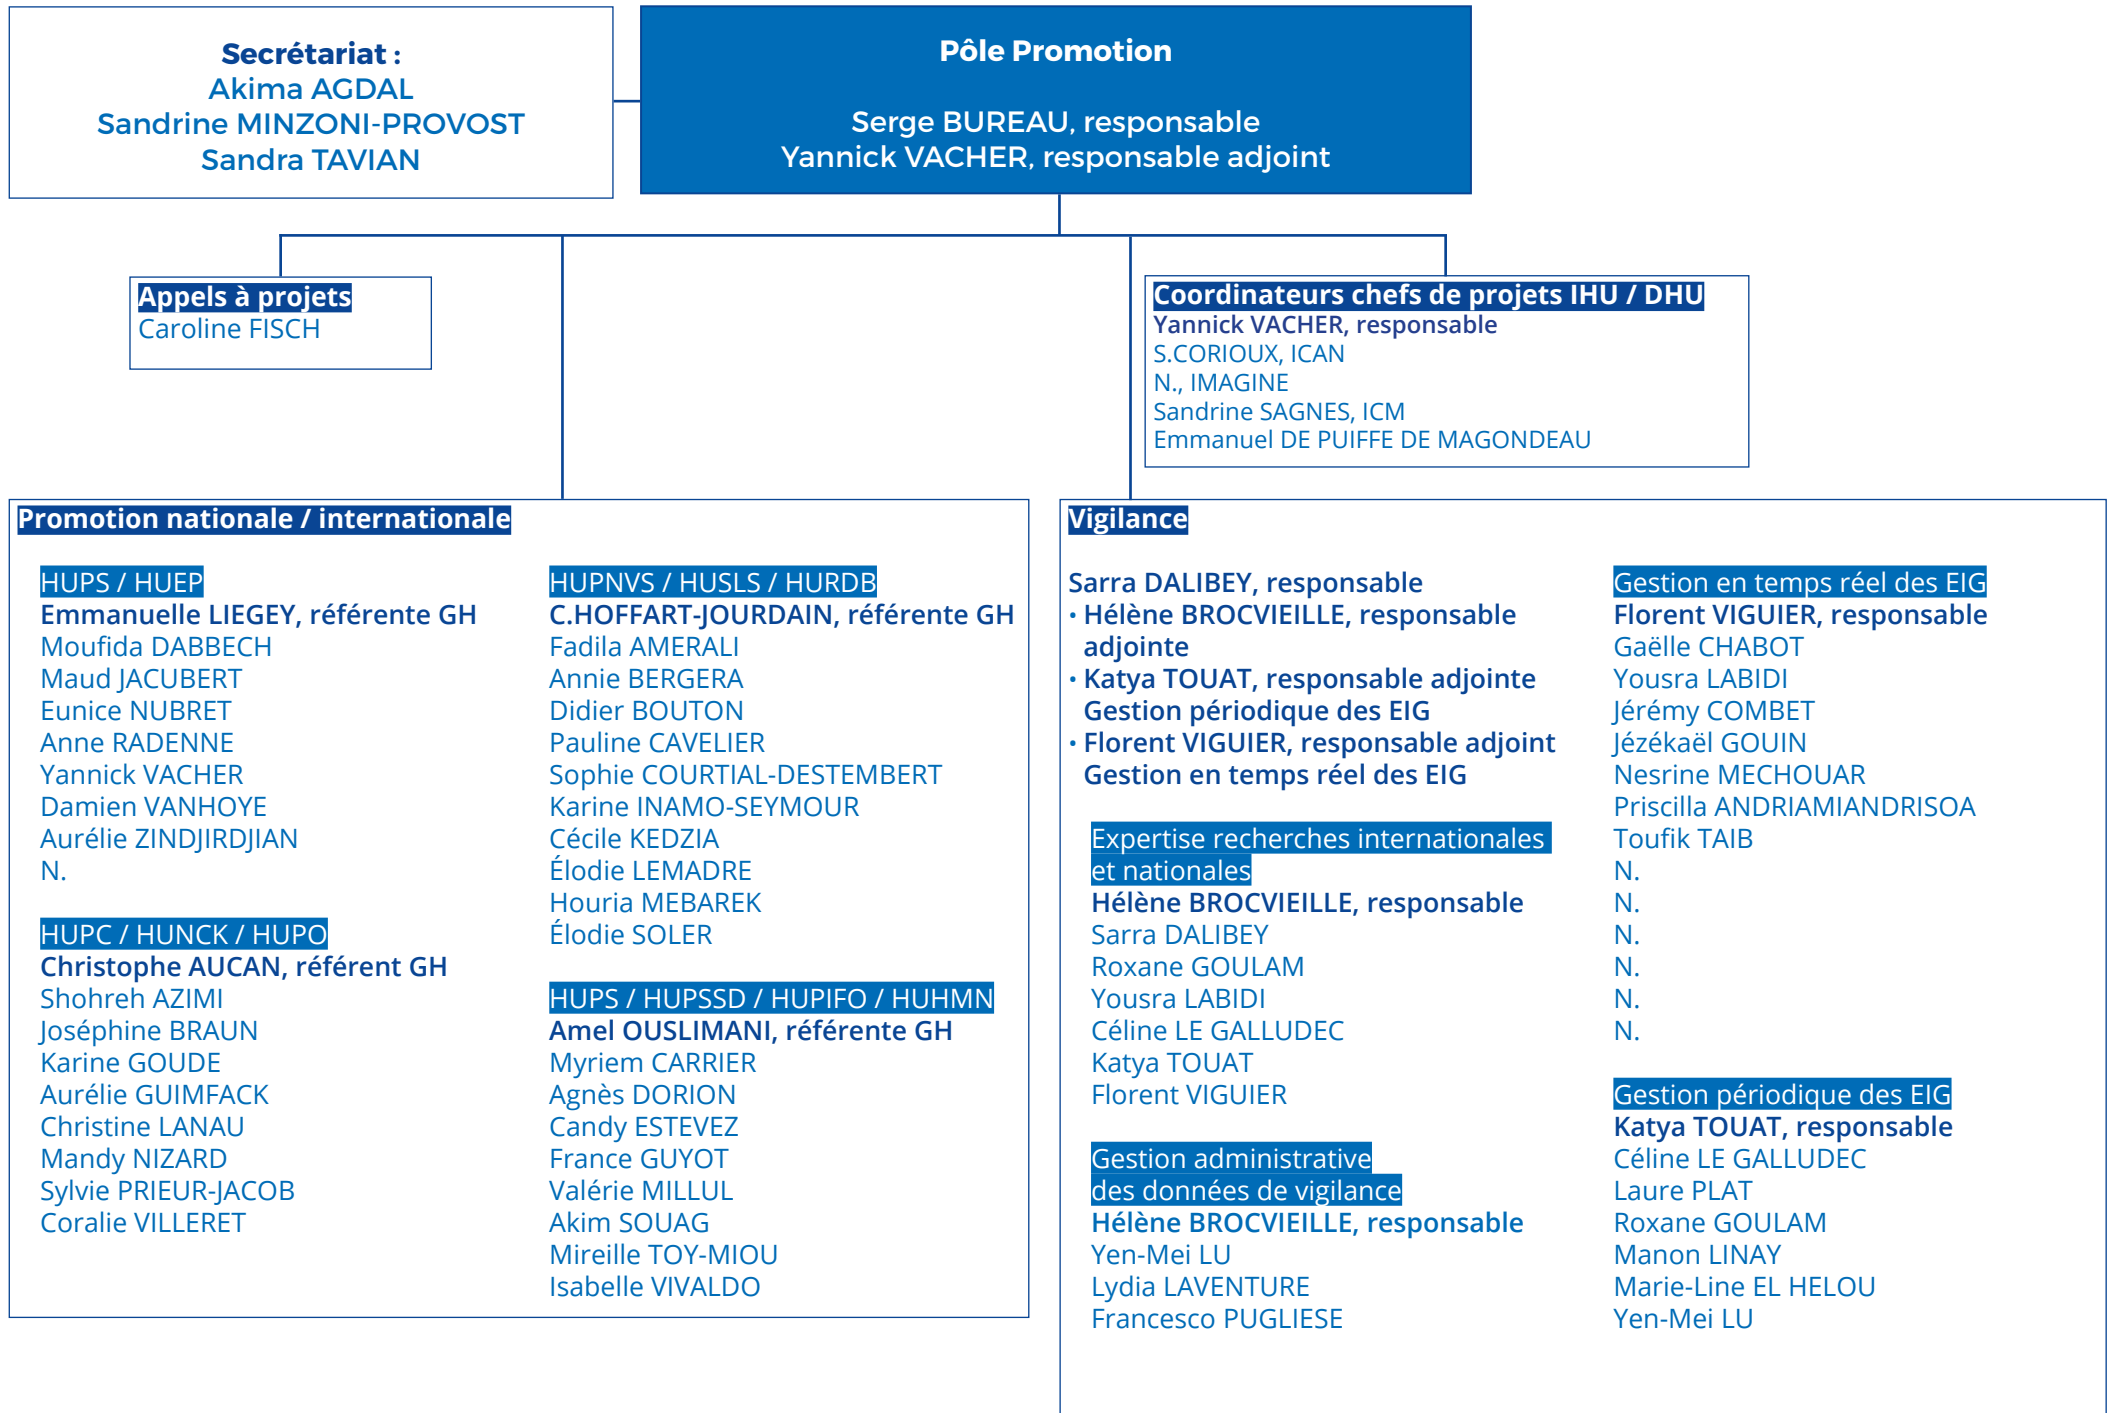 Secrétariat :
Akima AGDAL
Sandrine MINZONI-PROVOST
Sandra TAVIAN
Pôle Promotion
Serge BUREAU, responsable
Yannick VACHER, responsable adjoint
Appels à projets
Caroline FISCH
Coordinateurs chefs de projets IHU / DHU
Yannick VACHER, responsable
S.CORIOUX, ICAN
N., IMAGINE
Sandrine SAGNES, ICM
Emmanuel DE PUIFFE DE MAGONDEAU
Promotion nationale / internationale
HUPS / HUEP
Emmanuelle LIEGEY, référente GH
Moufida DABBECH
Maud JACUBERT
Eunice NUBRET
Anne RADENNE
Yannick VACHER
Damien VANHOYE
Aurélie ZINDJIRDJIAN
N.
HUPC / HUNCK / HUPO
Christophe AUCAN, référent GH
Shohreh AZIMI
Joséphine BRAUN
Karine GOUDE
Aurélie GUIMFACK
Christine LANAU
Mandy NIZARD
Sylvie PRIEUR-JACOB
Coralie VILLERET
HUPNVS / HUSLS / HURDB
C.HOFFART-JOURDAIN, référente GH
Fadila AMERALI
Annie BERGERA
Didier BOUTON
Pauline CAVELIER
Sophie COURTIAL-DESTEMBERT
Karine INAMO-SEYMOUR
Cécile KEDZIA
Élodie LEMADRE
Houria MEBAREK
Élodie SOLER
HUPS / HUPSSD / HUPIFO / HUHMN
Amel OUSLIMANI, référente GH
Myriem CARRIER
Agnès DORION
Candy ESTEVEZ
France GUYOT
Valérie MILLUL
Akim SOUAG
Mireille TOY-MIOU
Isabelle VIVALDO
Vigilance
Sarra DALIBEY, responsable
• Hélène BROCVIEILLE, responsable
adjointe
• Katya TOUAT, responsable adjointe
Gestion périodique des EIG
• Florent VIGUIER, responsable adjoint
Gestion en temps réel des EIG
Expertise recherches internationales
et nationales
Hélène BROCVIEILLE, responsable
Sarra DALIBEY
Roxane GOULAM
Yousra LABIDI
Céline LE GALLUDEC
Katya TOUAT
Florent VIGUIER
Gestion administrative
des données de vigilance
Hélène BROCVIEILLE, responsable
Yen-Mei LU
Lydia LAVENTURE
Francesco PUGLIESE
Gestion en temps réel des EIG
Florent VIGUIER, responsable
Gaëlle CHABOT
Yousra LABIDI
Jérémy COMBET
Jézékaël GOUIN
Nesrine MECHOUAR
Priscilla ANDRIAMIANDRISOA
Toufik TAIB
N.
N.
N.
N.
N.
N.
Gestion périodique des EIG
Katya TOUAT, responsable
Céline LE GALLUDEC
Laure PLAT
Roxane GOULAM
Manon LINAY
Marie-Line EL HELOU
Yen-Mei LU